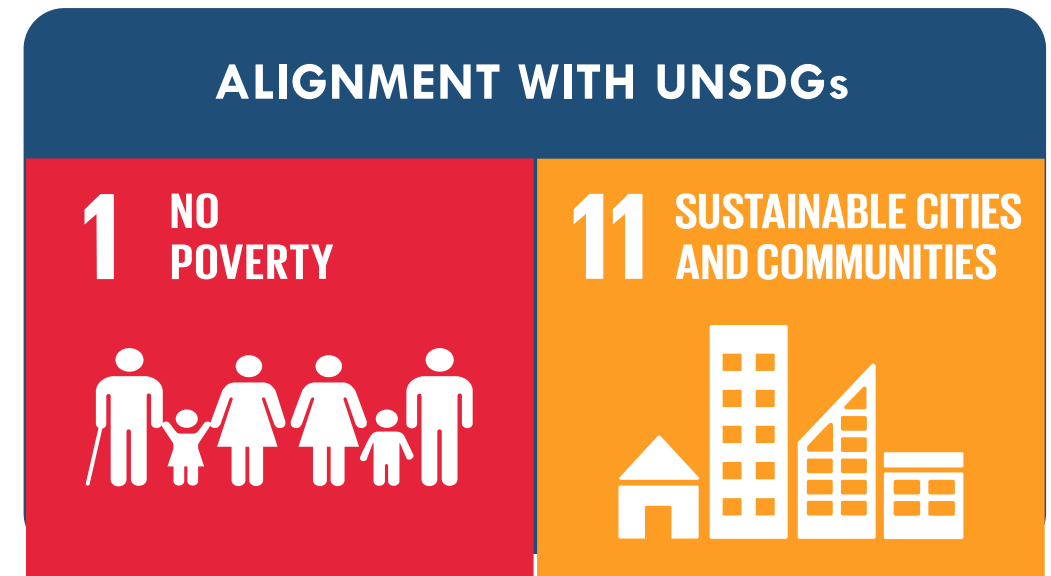 ALIGNMENT WITH UNSDGs
1 NO
POVERTY
11 SUSTAINABLE CITIES
AND COMMUNITIES